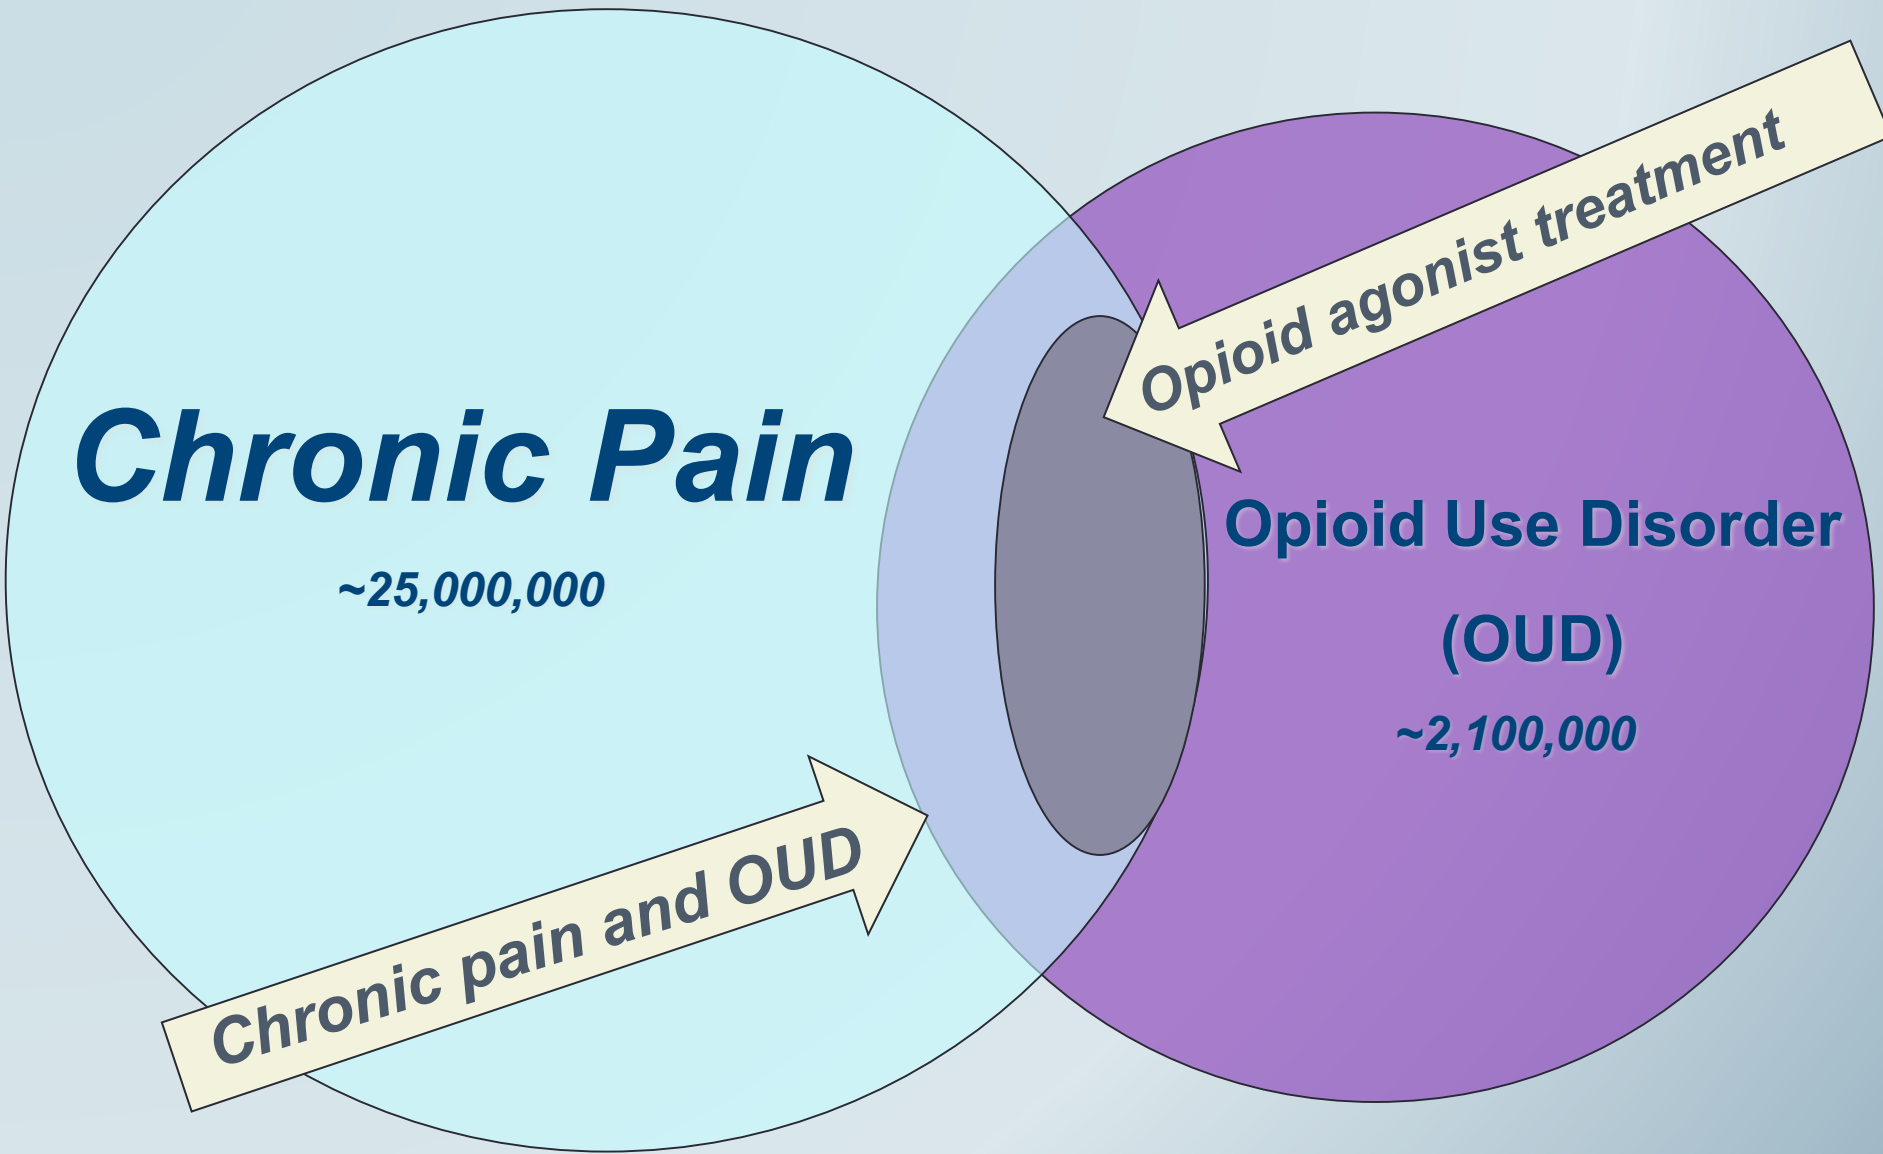 Opioid agonist treatment
Chronic Pain
~25,000,000
Opioid Use Disorder
(OUD)
~2,100,000
Chronic pain and OUD